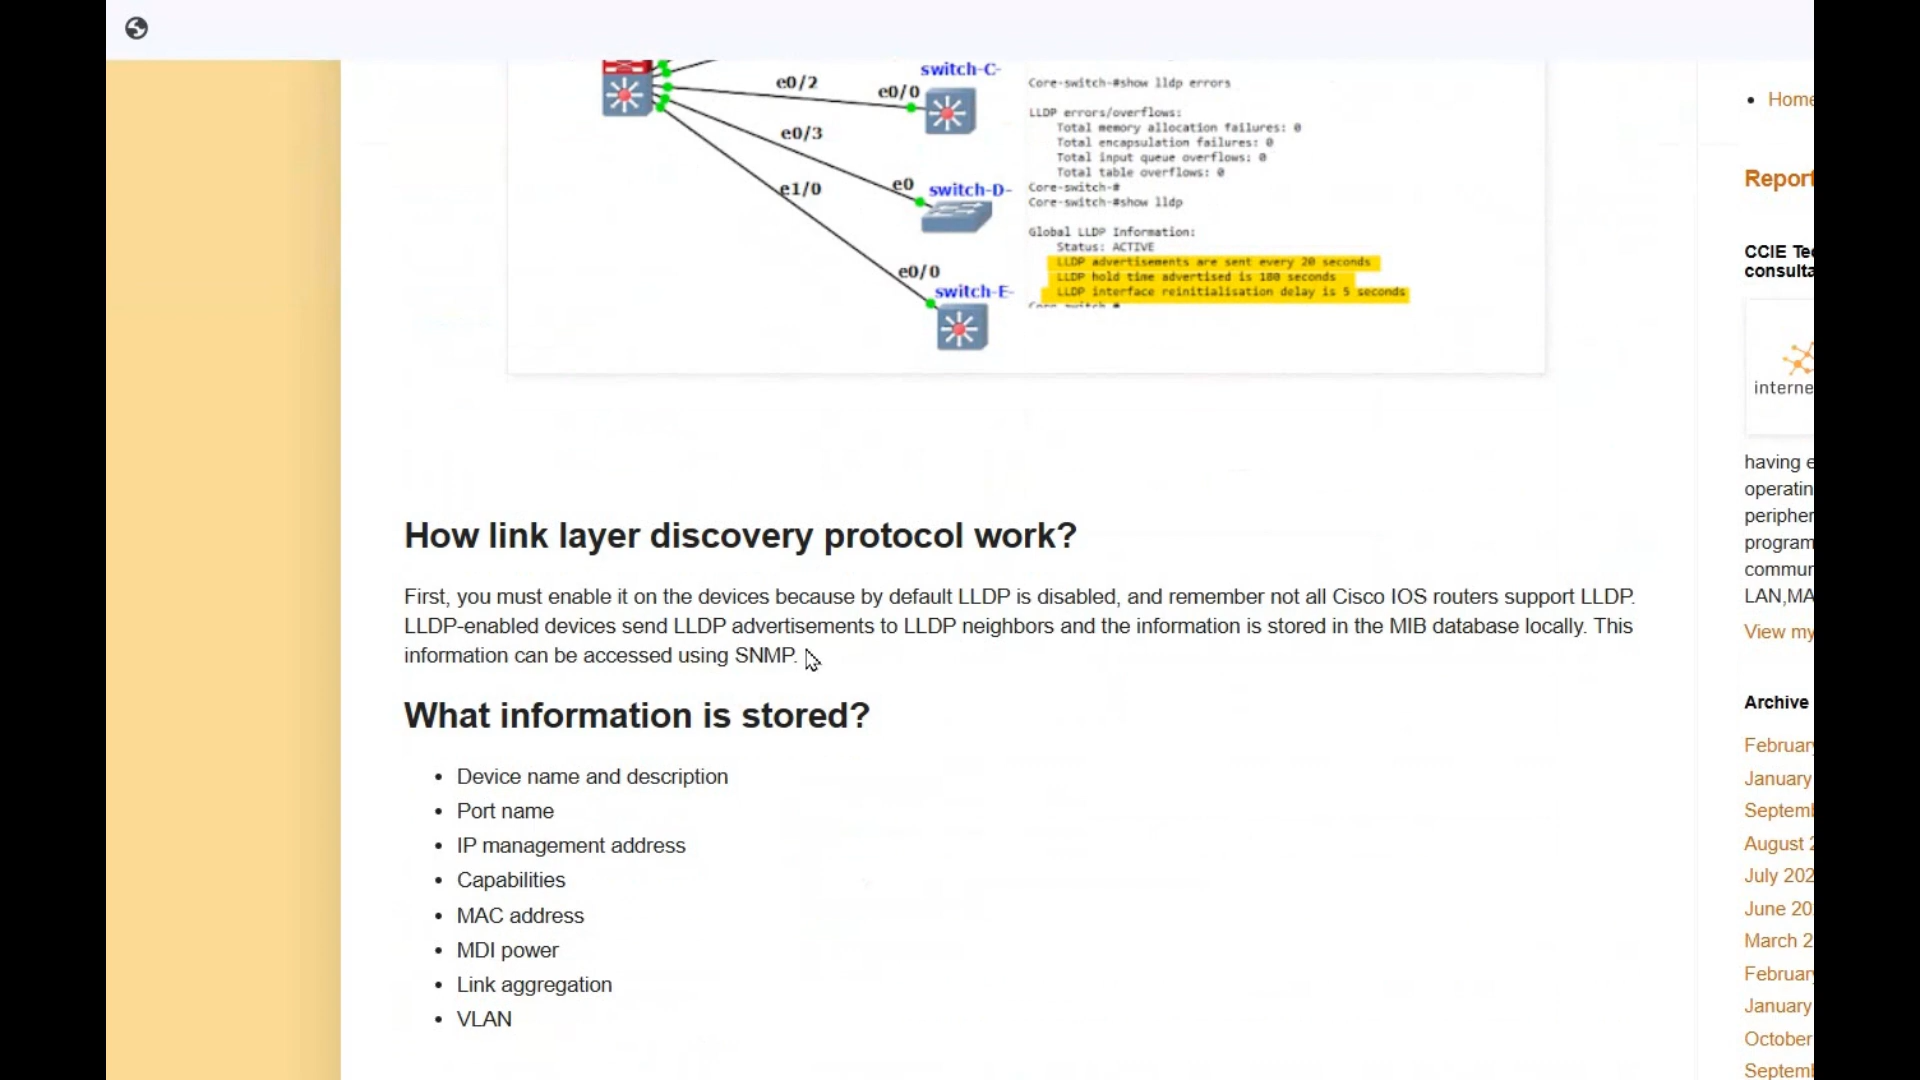 switch-C-
e0/2
e0/0
e0/3
e0
switch-D-
e1/0
e0/0
switch-E-
Core-switch-#show lldp errors
LLDP errors/overflows:
Total memory allocation failures: 0
Total encapsulation failures: 0
Total input queue overflows: 0
Total table overflows: 0
Core-switch-#
Core-switch-#show lldp
Global LLDP Information:
Status: ACTIVE
LLDP advertisements are sent every 20 seconds
LLDP hold time advertised is 180 seconds
LLDP interface reinitialisation delay is 5 seconds
Core-switch-#
How link layer discovery protocol work?
First, you must enable it on the devices because by default LLDP is disabled, and remember not all Cisco IOS routers support LLDP.
LLDP-enabled devices send LLDP advertisements to LLDP neighbors and the information is stored in the MIB database locally. This
information can be accessed using SNMP.
What information is stored?
• Device name and description
• Port name
• IP management address
• Capabilities
• MAC address
• MDI power
• Link aggregation
• VLAN
• Home
Report
CCIE Tec
consulta
interne
having e
operatin
peripher
program
commun
LAN,MA
View my
Archive
February
January
Septemb
August 2
July 202
June 20
March 2
February
January
October
Septemb